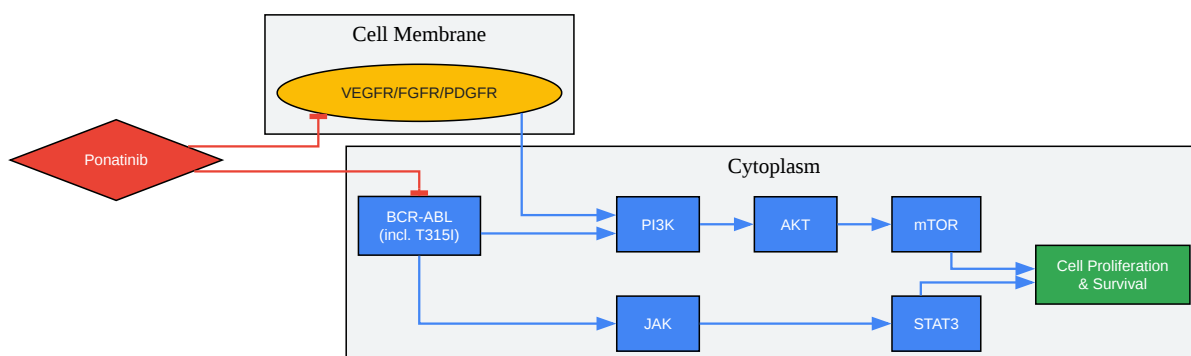 Cell Membrane
VEGFR/FGFR/PDGFR
Ponatinib
Cytoplasm
BCR-ABL
(incl. T315I)
PI3K
AKT
mTOR
Cell Proliferation
& Survival
JAK
STAT3